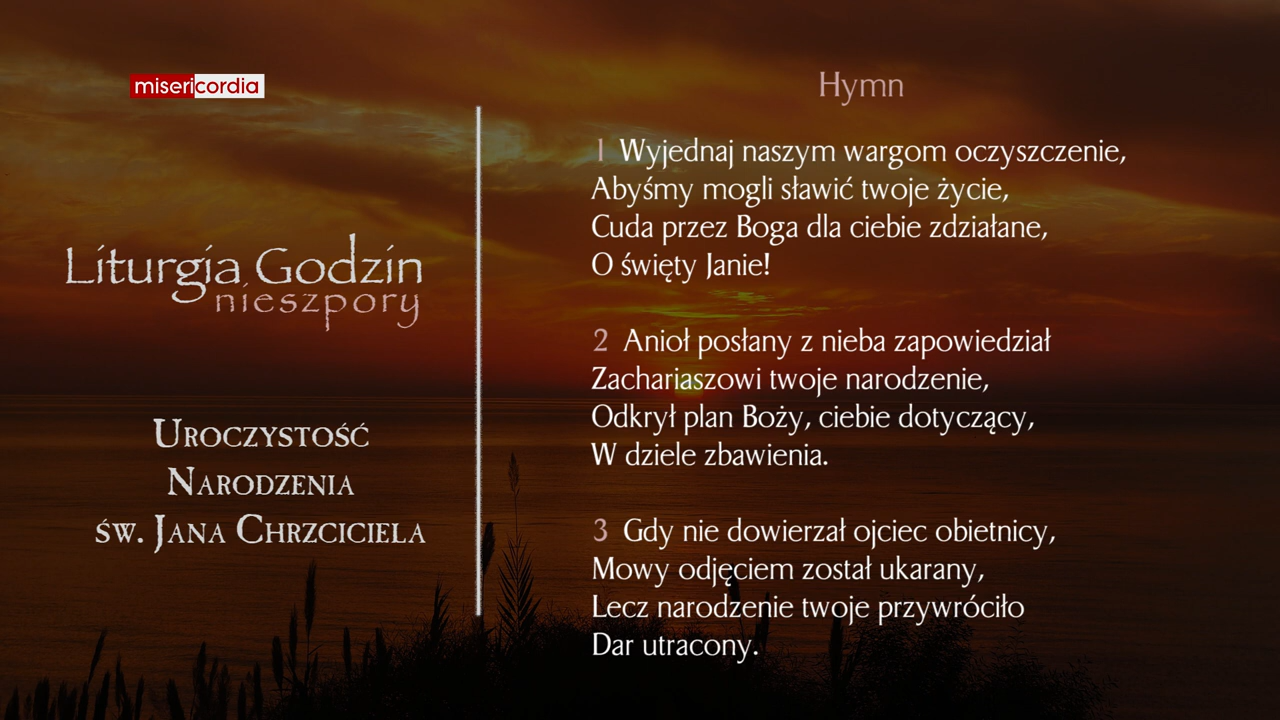 misericordia
Liturgia Godzin
nieszpory
Uroczystość
Narodzenia
św. Jana Chrzciciela
Hymn
1 Wyjednaj naszym wargom oczyszczenie,
Abyśmy mogli sławić twoje życie,
Cuda przez Boga dla ciebie zdziałane,
O święty Janie!
2 Anioł posłany z nieba zapowiedział
Zachariaszowi twoje narodzenie,
Odkrył plan Boży, ciebie dotyczący,
W dziele zbawienia.
3 Gdy nie dowierzał ojciec obietnicy,
Mowy odjęciem został ukarany,
Lecz narodzenie twoje przywróciło
Dar utracony.